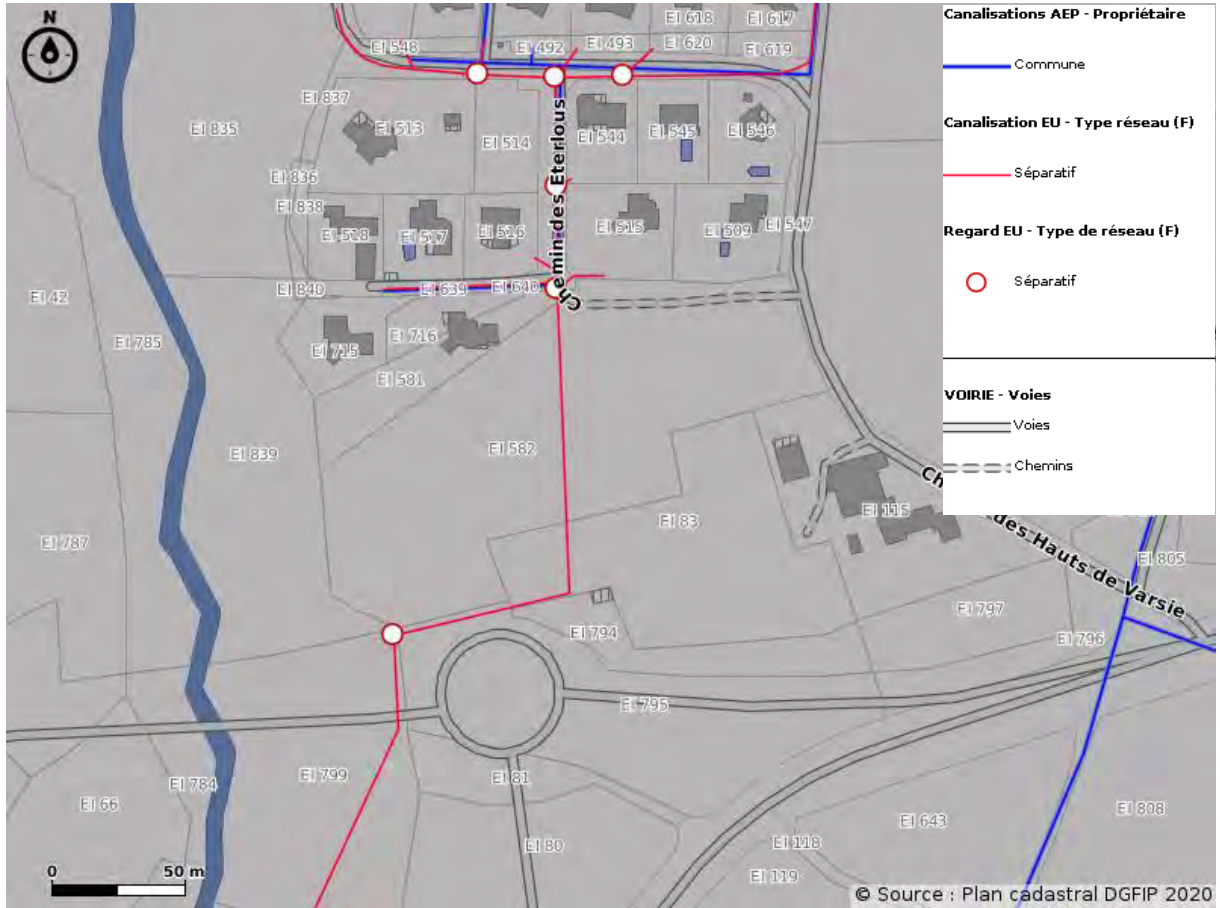 N
Canalisations AEP - Propriétaire
Commune
Canalisation EU - Type réseau (F)
Séparatif
Regard EU - Type de réseau (F)
Séparatif
VOIRIE - Voies
Voies
Chemins
EI 618
EI 617
EI 548
EI 492
EI 493
EI 620
EI 619
EI 837
EI 835
EI 513
EI 514
EI 544
EI 545
EI 546
EI 836
EI 838
EI 518
EI 517
EI 516
EI 515
EI 509
EI 547
Chemin des Eterlous
EI 42
EI 840
EI 639
EI 640
EI 785
EI 715
EI 716
EI 581
EI 839
EI 582
EI 83
EI 115
des Hauts de Varsie
EI 787
EI 805
EI 797
EI 796
EI 794
EI 795
EI 784
EI 799
EI 81
EI 66
EI 80
EI 643
EI 808
EI 118
EI 119
0 50 m
© Source : Plan cadastral DGFIP 2020